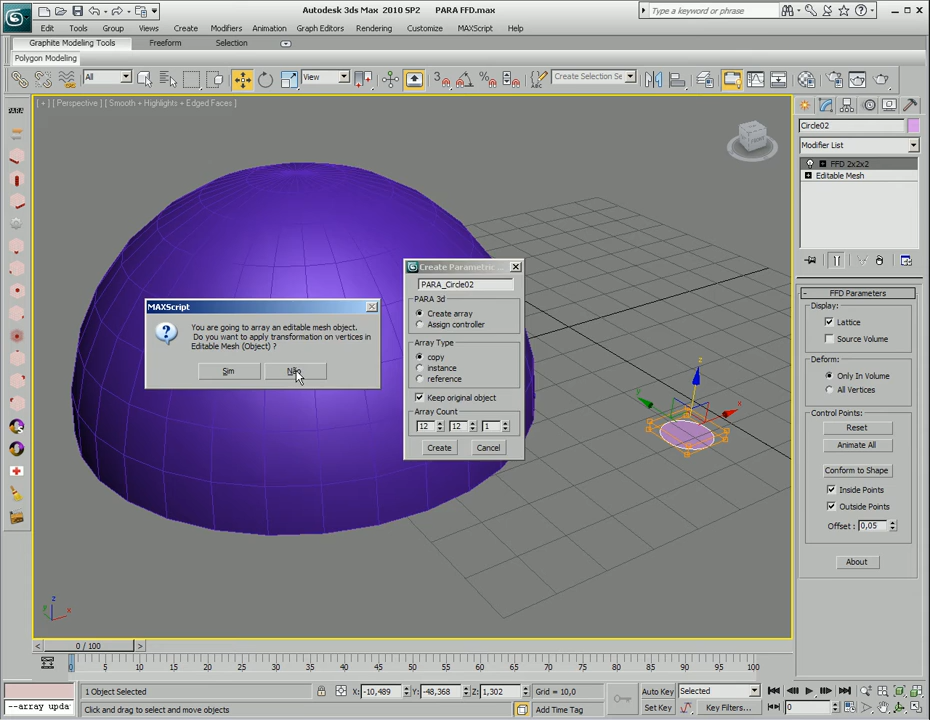 Autodesk 3ds Max 2010 SP2 PARA FFD.max
Type a keyword or phrase
Edit Tools Group Views Create Modifiers Animation Graph Editors Rendering Customize MAXScript Help
Graphite Modeling Tools Freeform Selection
Polygon Modeling
All View Create Selection Se
[ + ] [ Perspective ] [ Smooth + Highlights + Edged Faces ]
PARA
Circle02
Modifier List
FFD 2x2x2
Editable Mesh
MAXScript
You are going to array an editable mesh object.
Do you want to apply transformation on vertices in
Editable Mesh (Object) ?
Sim Não
Create Parametric ...
PARA_Circle02
PARA 3d
Create array
Assign controller
Array Type
copy
instance
reference
Keep original object
Array Count
12 12 1
Create Cancel
FFD Parameters
Display:
Lattice
Source Volume
Deform:
Only In Volume
All Vertices
Control Points:
Reset
Animate All
Conform to Shape
Inside Points
Outside Points
Offset : 0,05
About
z
y x
z
y x
0 / 100
0 5 10 15 20 25 30 35 40 45 50 55 60 65 70 75 80 85 90 95 100
1 Object Selected X: -10,489 Y: -48,368 Z: 1,302 Grid = 10,0 Auto Key Selected
--array upda Click and drag to select and move objects Add Time Tag Set Key Key Filters... 0